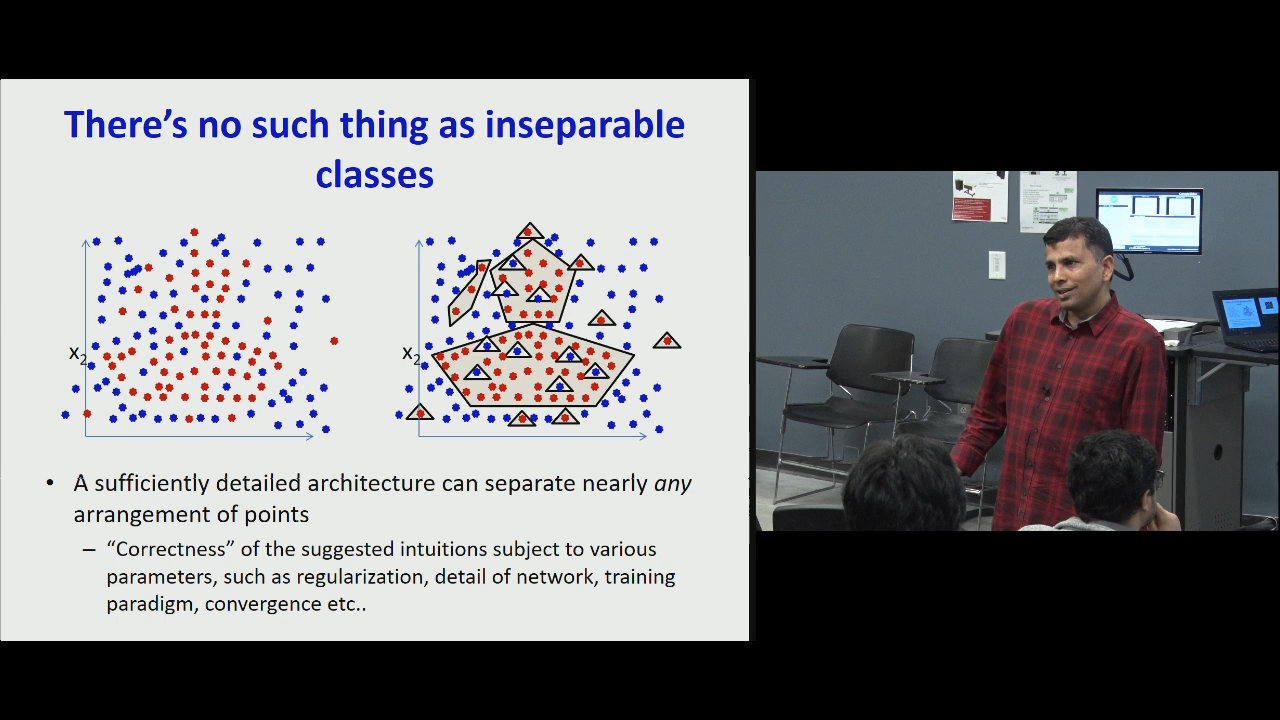 There's no such thing as inseparable
classes
x2
x2
• A sufficiently detailed architecture can separate nearly any
arrangement of points
– “Correctness” of the suggested intuitions subject to various
parameters, such as regularization, detail of network, training
paradigm, convergence etc..